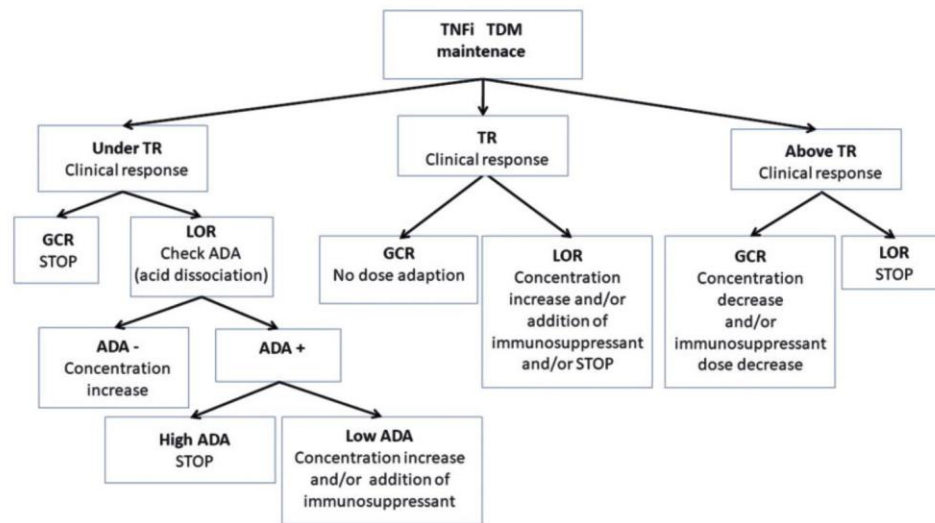 TNFi TDM
maintenace
Under TR
Clinical response
TR
Clinical response
Above TR
Clinical response
GCR
STOP
LOR
Check ADA
(acid dissociation)
GCR
No dose adaption
LOR
Concentration
increase and/or
addition of
immunosuppressant
and/or STOP
GCR
Concentration
decrease
and/or
immunosuppressant
dose decrease
LOR
STOP
ADA -
Concentration
increase
ADA +
High ADA
STOP
Low ADA
Concentration increase
and/or addition of
immunosuppressant